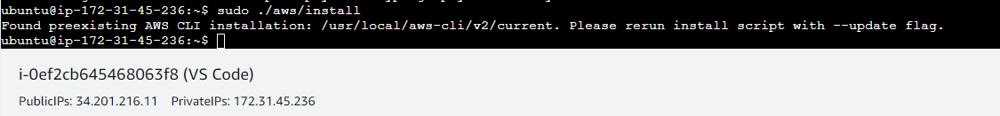 ubuntu@ip-172-31-45-236:~$ sudo ./aws/install
Found preexisting AWS CLI installation: /usr/local/aws-cli/v2/current. Please rerun install script with --update flag.
ubuntu@ip-172-31-45-236:~$
i-0ef2cb645468063f8 (VS Code)
PublicIPs: 34.201.216.11 PrivateIPs: 172.31.45.236